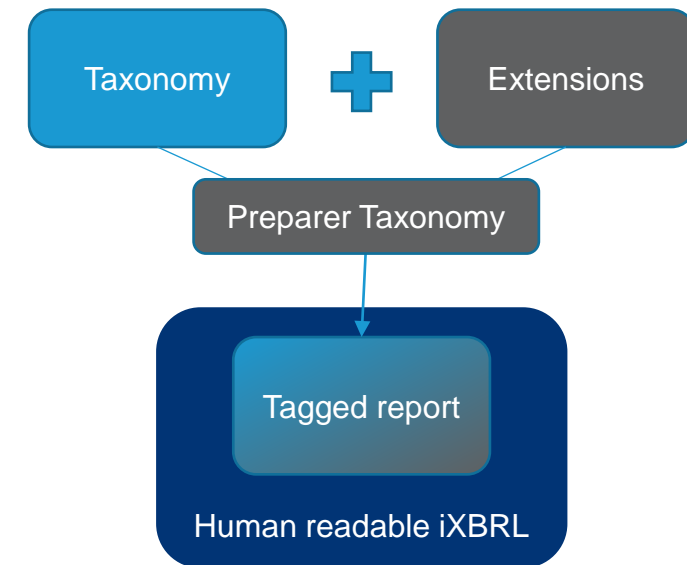 Taxonomy
Extensions
Preparer Taxonomy
Tagged report
Human readable iXBRL